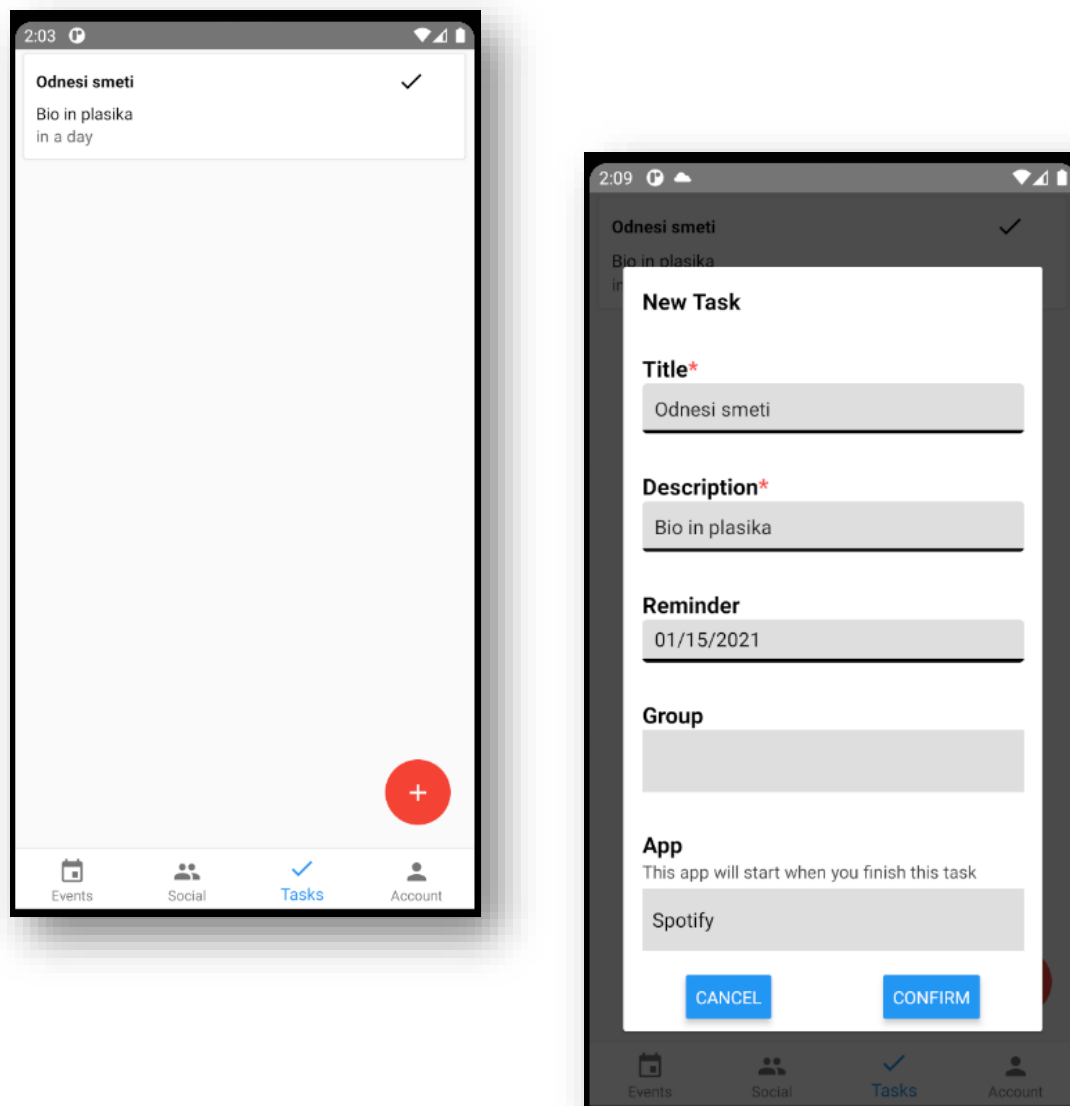 2:03
Odnesi smeti
Bio in plasika
in a day
Events
Social
Tasks
Account
2:09
Odnesi smeti
Bio in plasika
in
New Task
Title*
Odnesi smeti
Description*
Bio in plasika
Reminder
01/15/2021
Group
App
This app will start when you finish this task
Spotify
CANCEL
CONFIRM
Events
Social
Tasks
Account